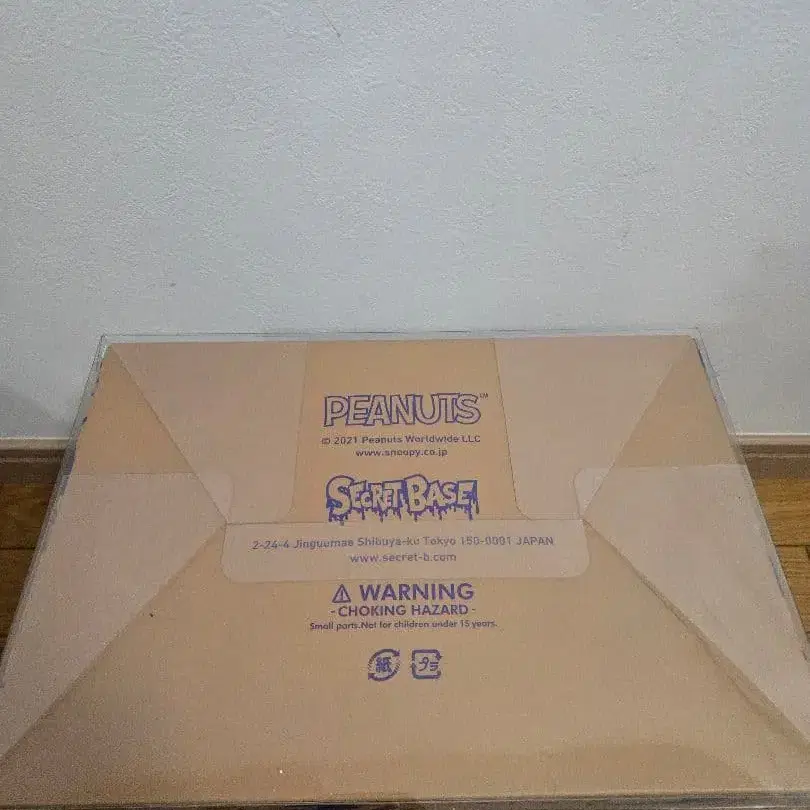 PEANUTS™
© 2021 Peanuts Worldwide LLC
www.snoopy.co.jp
SECRET BASE
2-24-4 Jinguemae Shibuya-ku Tokyo 150-0001 JAPAN
www.secret-b.com
⚠ WARNING
- CHOKING HAZARD -
Small parts.Not for children under 15 years.
紙
プラ